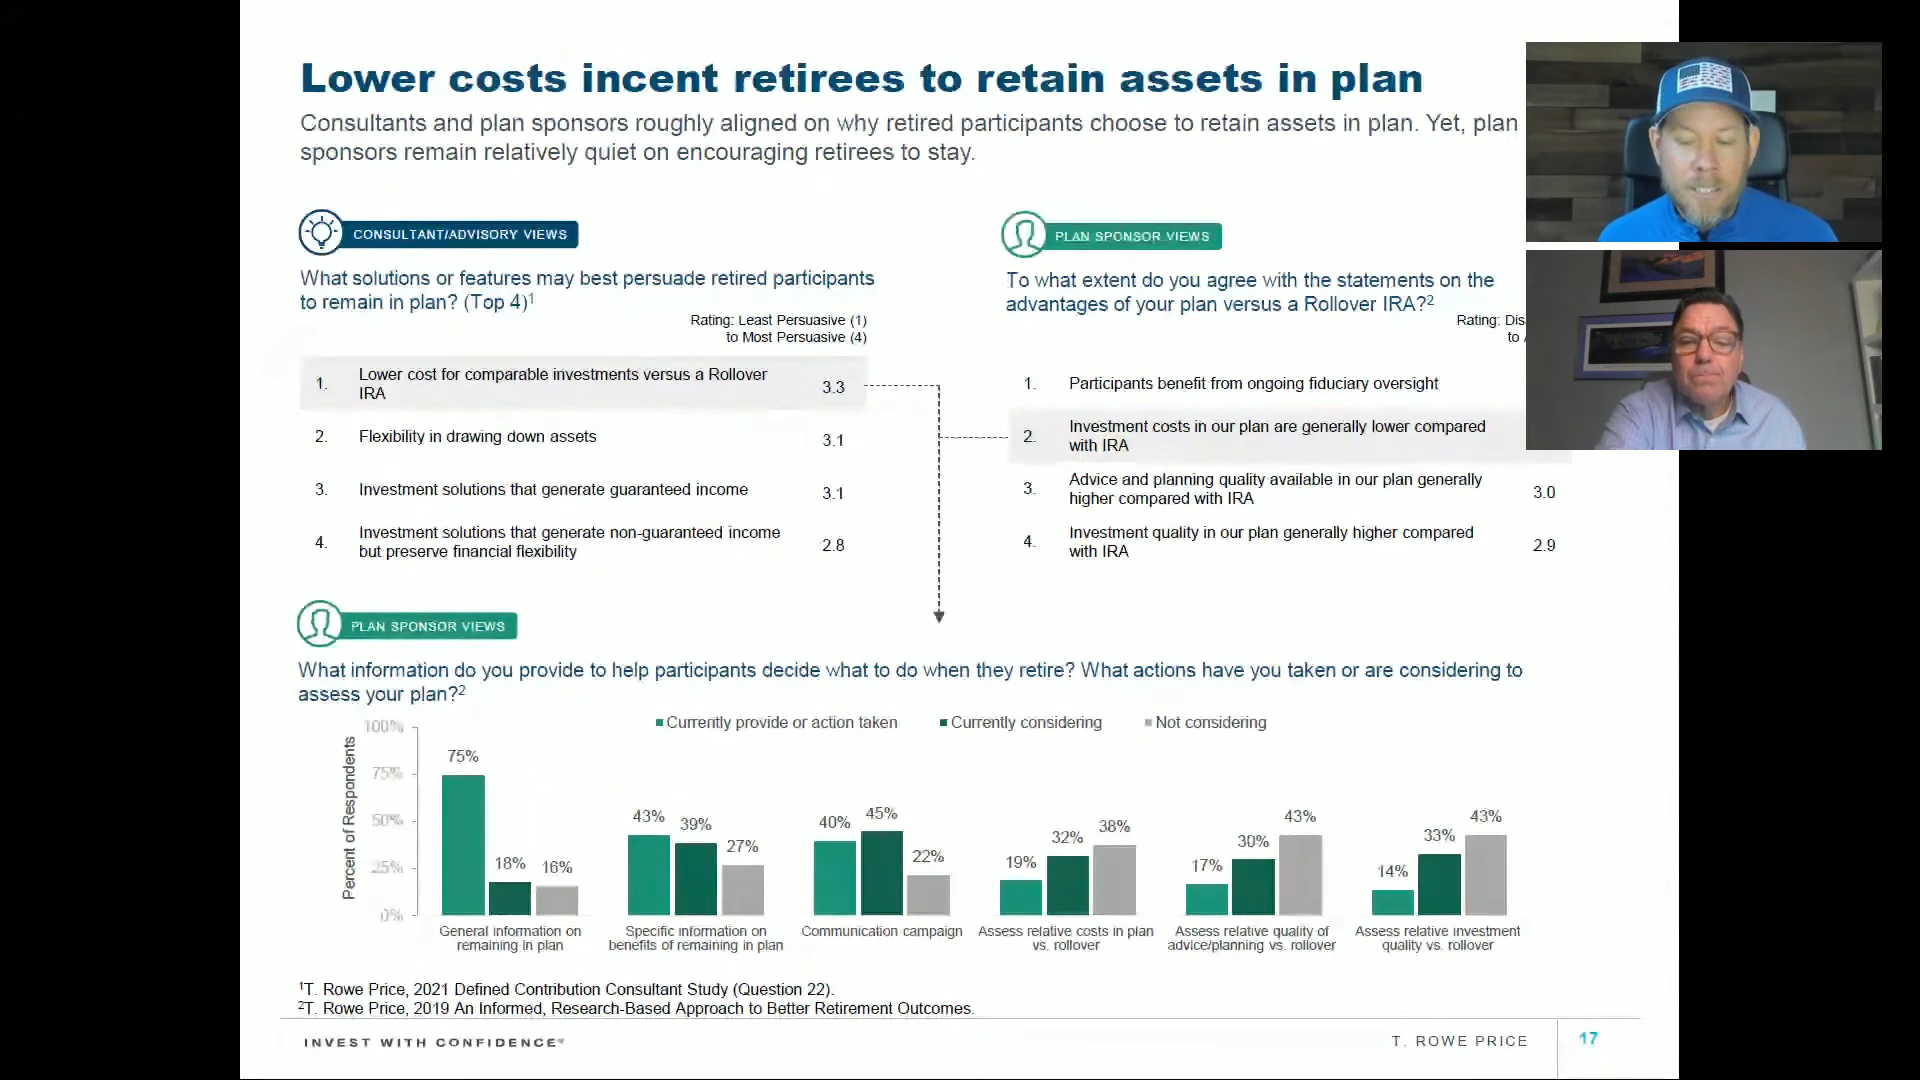 Lower costs incent retirees to retain assets in plan
Consultants and plan sponsors roughly aligned on why retired participants choose to retain assets in plan. Yet, plan
sponsors remain relatively quiet on encouraging retirees to stay.
CONSULTANT/ADVISORY VIEWS
What solutions or features may best persuade retired participants
to remain in plan? (Top 4)¹
Rating: Least Persuasive (1)
to Most Persuasive (4)
1. Lower cost for comparable investments versus a Rollover
IRA 3.3
2. Flexibility in drawing down assets 3.1
3. Investment solutions that generate guaranteed income 3.1
4. Investment solutions that generate non-guaranteed income
but preserve financial flexibility 2.8
PLAN SPONSOR VIEWS
To what extent do you agree with the statements on the
advantages of your plan versus a Rollover IRA?²
Rating:
to
1. Participants benefit from ongoing fiduciary oversight
2. Investment costs in our plan are generally lower compared
with IRA
3. Advice and planning quality available in our plan generally
higher compared with IRA 3.0
4. Investment quality in our plan generally higher compared
with IRA 2.9
PLAN SPONSOR VIEWS
What information do you provide to help participants decide what to do when they retire? What actions have you taken or are considering to
assess your plan?²
Currently provide or action taken Currently considering Not considering
Percent of Respondents
100%
75%
50%
25%
0%
75% 18% 16%
43% 39% 27%
40% 45% 22%
19% 32% 38%
17% 30% 43%
14% 33% 43%
General information on
remaining in plan
Specific information on
benefits of remaining in plan
Communication campaign
Assess relative costs in plan
vs. rollover
Assess relative quality of
advice/planning vs. rollover
Assess relative investment
quality vs. rollover
¹T. Rowe Price, 2021 Defined Contribution Consultant Study (Question 22).
²T. Rowe Price, 2019 An Informed, Research-Based Approach to Better Retirement Outcomes.
INVEST WITH CONFIDENCE
T. ROWE PRICE 17